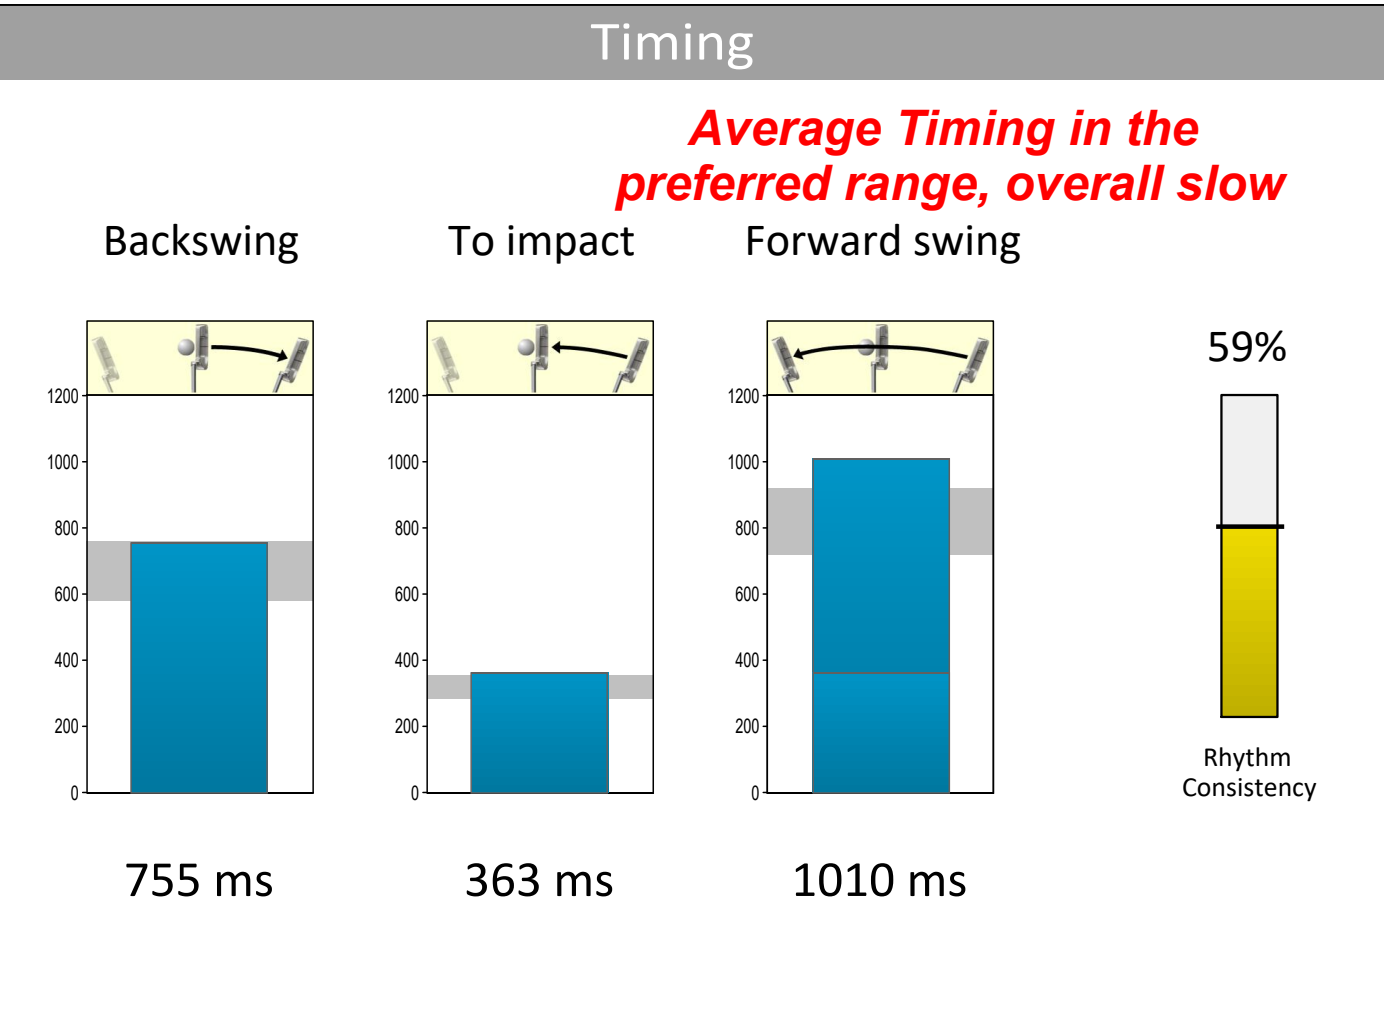 Timing
Average Timing in the
preferred range, overall slow
Backswing
To impact
Forward swing
59%
1200
1000
800
600
400
200
0
1200
1000
800
600
400
200
0
1200
1000
800
600
400
200
0
Rhythm
Consistency
755 ms
363 ms
1010 ms